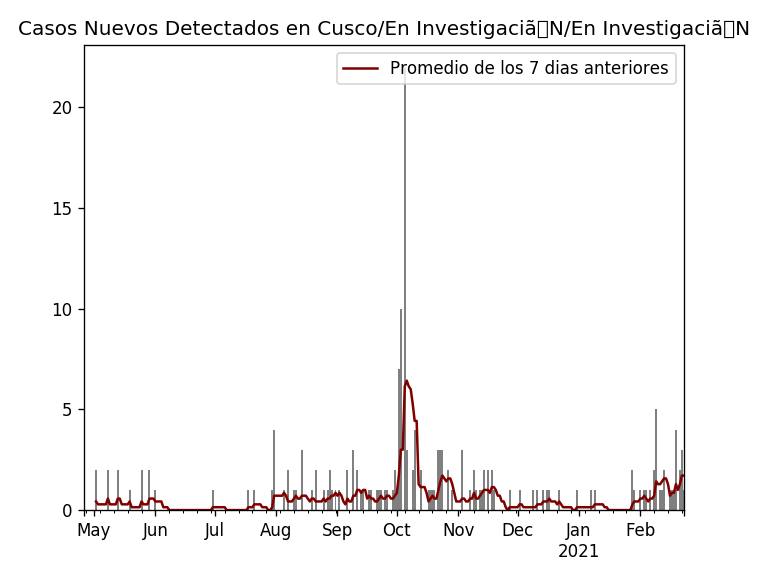 Casos Nuevos Detectados en Cusco/En Investigaciã▯N/En Investigaciã▯N
Promedio de los 7 dias anteriores
20
15
10
5
0
May Jun Jul Aug Sep Oct Nov Dec Jan Feb
2021